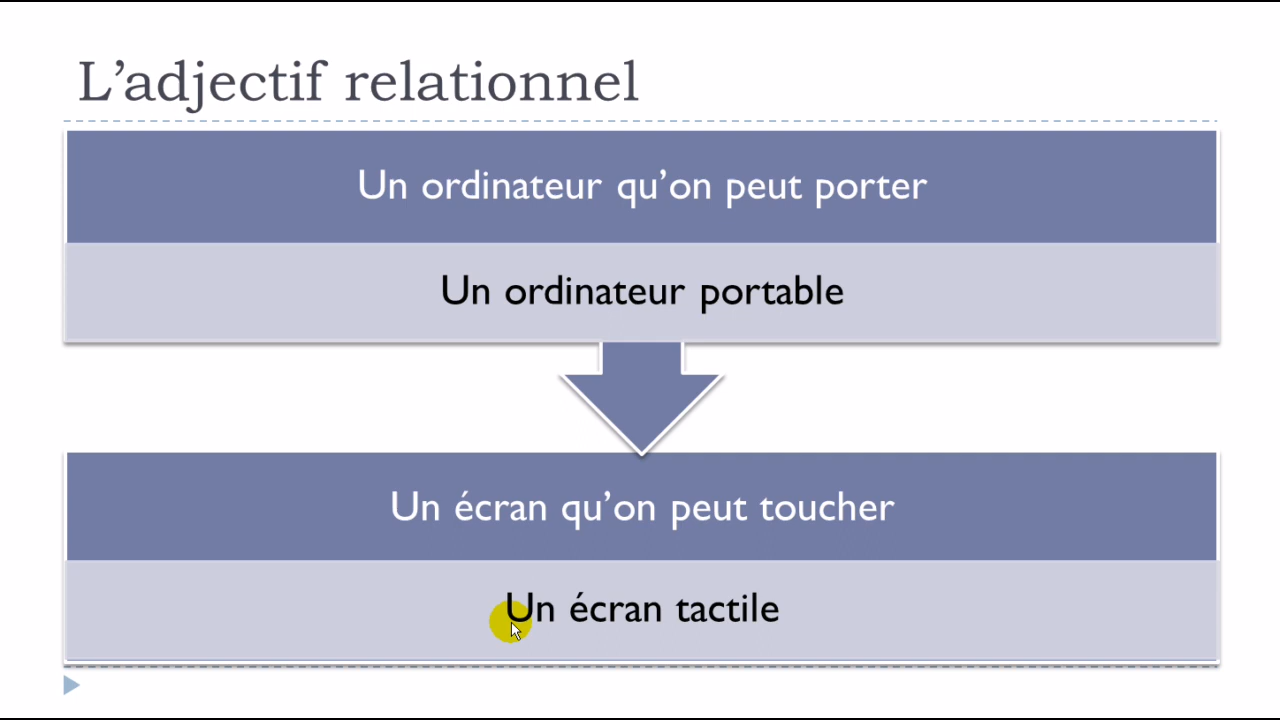 L’adjectif relationnel
Un ordinateur qu’on peut porter
Un ordinateur portable
Un écran qu’on peut toucher
Un écran tactile